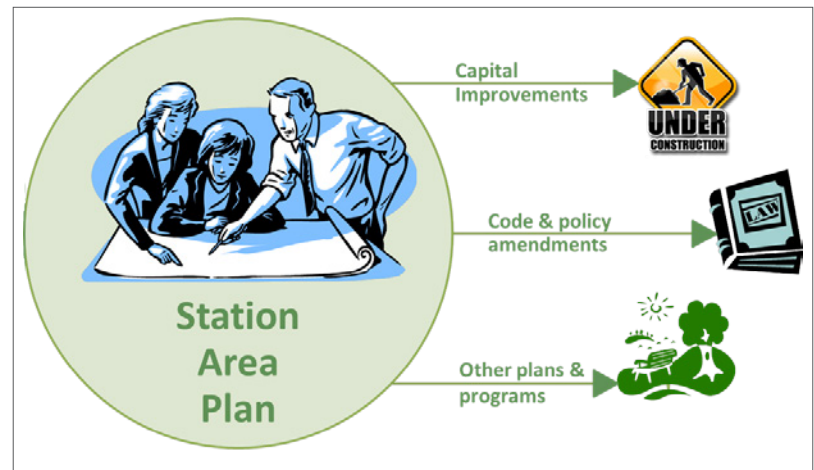 Capital
Improvements
UNDER
CONSTRUCTION
Code & policy
amendments
LAW
Station
Area
Plan
Other plans &
programs